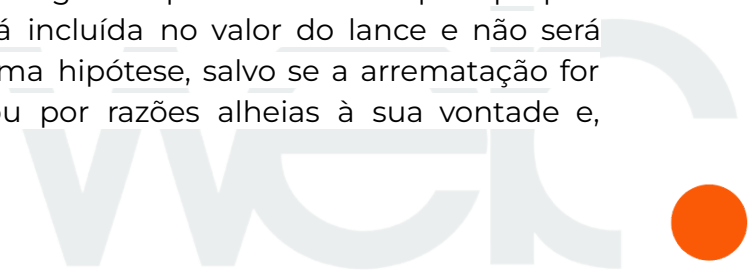 á incluída no valor do lance e não será
ma hipótese, salvo se a arrematação for
u por razões alheias à sua vontade e,